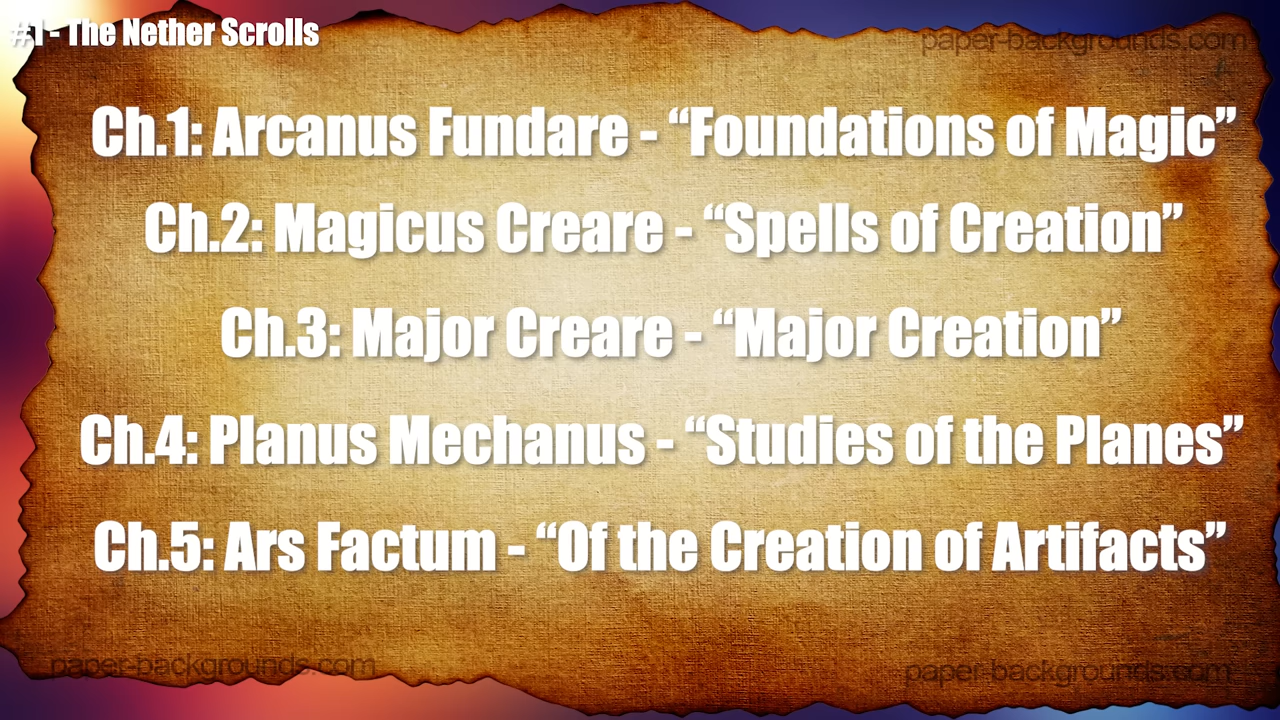 #1- The Nether Scrolls
paper-backgrounds.com
Ch.1: Arcanus Fundare - “Foundations of Magic”
Ch.2: Magicus Creare - “Spells of Creation”
Ch.3: Major Creare - “Major Creation”
Ch.4: Planus Mechanus - “Studies of the Planes”
Ch.5: Ars Factum - “Of the Creation of Artifacts”
paper-backgrounds.com
paper-backgrounds.com